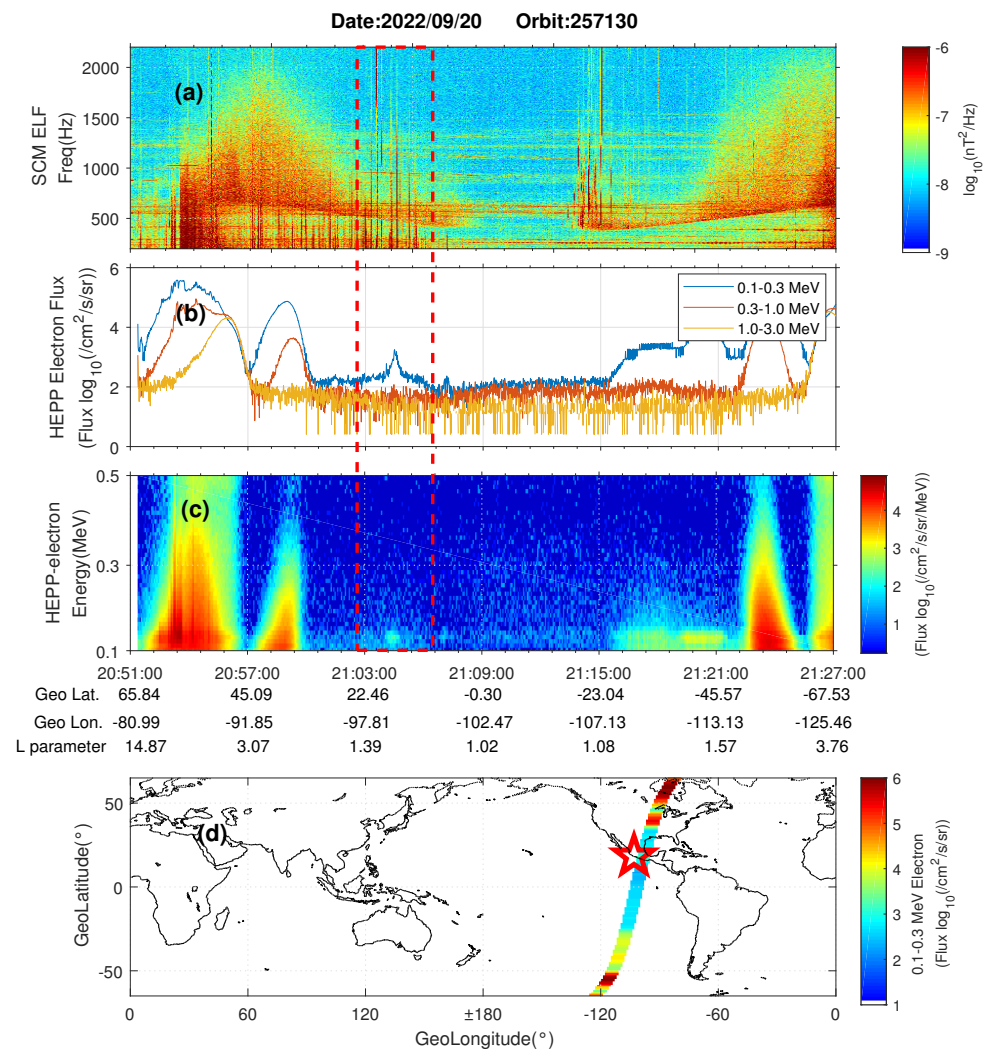 Date:2022/09/20 Orbit:257130
(a)
SCM ELF
Freq(Hz)
2000
1500
1000
500
-6
-7
-8
-9
log10(nT2/Hz)
(b)
HEPP Electron Flux
(Flux log10(/cm2/s/sr))
6
4
2
0
0.1-0.3 MeV
0.3-1.0 MeV
1.0-3.0 MeV
(c)
HEPP-electron
Energy(MeV)
0.5
0.3
0.1
4
3
2
1
(Flux log10(/cm2/s/sr/MeV)
20:51:00 20:57:00 21:03:00 21:09:00 21:15:00 21:21:00 21:27:00
Geo Lat. 65.84 45.09 22.46 -0.30 -23.04 -45.57 -67.53
Geo Lon. -80.99 -91.85 -97.81 -102.47 -107.13 -113.13 -125.46
L parameter 14.87 3.07 1.39 1.02 1.08 1.57 3.76
(d)
GeoLatitude(°)
50
0
-50
0 60 120 ±180 -120 -60 0
GeoLongitude(°)
6
5
4
3
2
1
0.1-0.3 MeV Electron
(Flux log10(/cm2/s/sr)